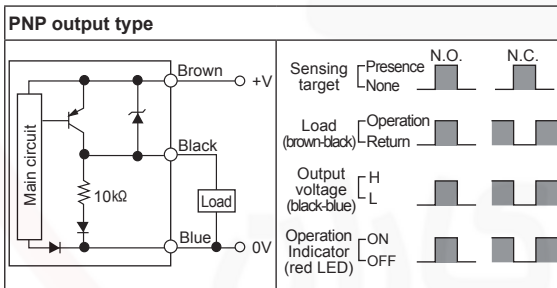 PNP output type
Brown
+V
Black
Main circuit
10kΩ
Load
Blue
0V
N.O.
N.C.
Sensing target
Presence
None
Load
(brown-black)
Operation
Return
Output
voltage
(black-blue)
H
L
Operation
Indicator
(red LED)
ON
OFF